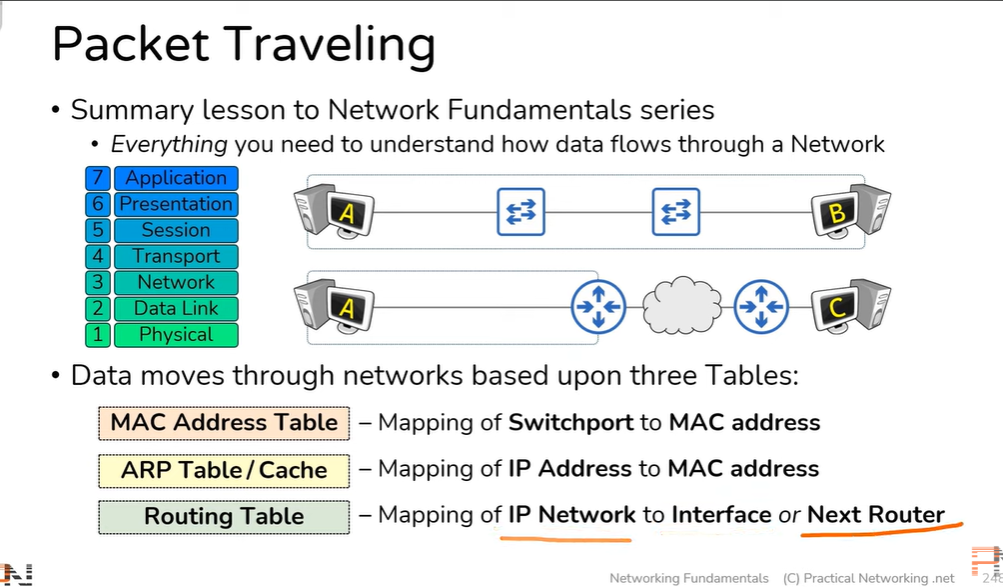 Packet Traveling
• Summary lesson to Network Fundamentals series
• Everything you need to understand how data flows through a Network
7 Application
6 Presentation
5 Session
4 Transport
3 Network
2 Data Link
1 Physical
A B
A C
• Data moves through networks based upon three Tables:
MAC Address Table – Mapping of Switchport to MAC address
ARP Table / Cache – Mapping of IP Address to MAC address
Routing Table – Mapping of IP Network to Interface or Next Router
Networking Fundamentals (C) Practical Networking .net